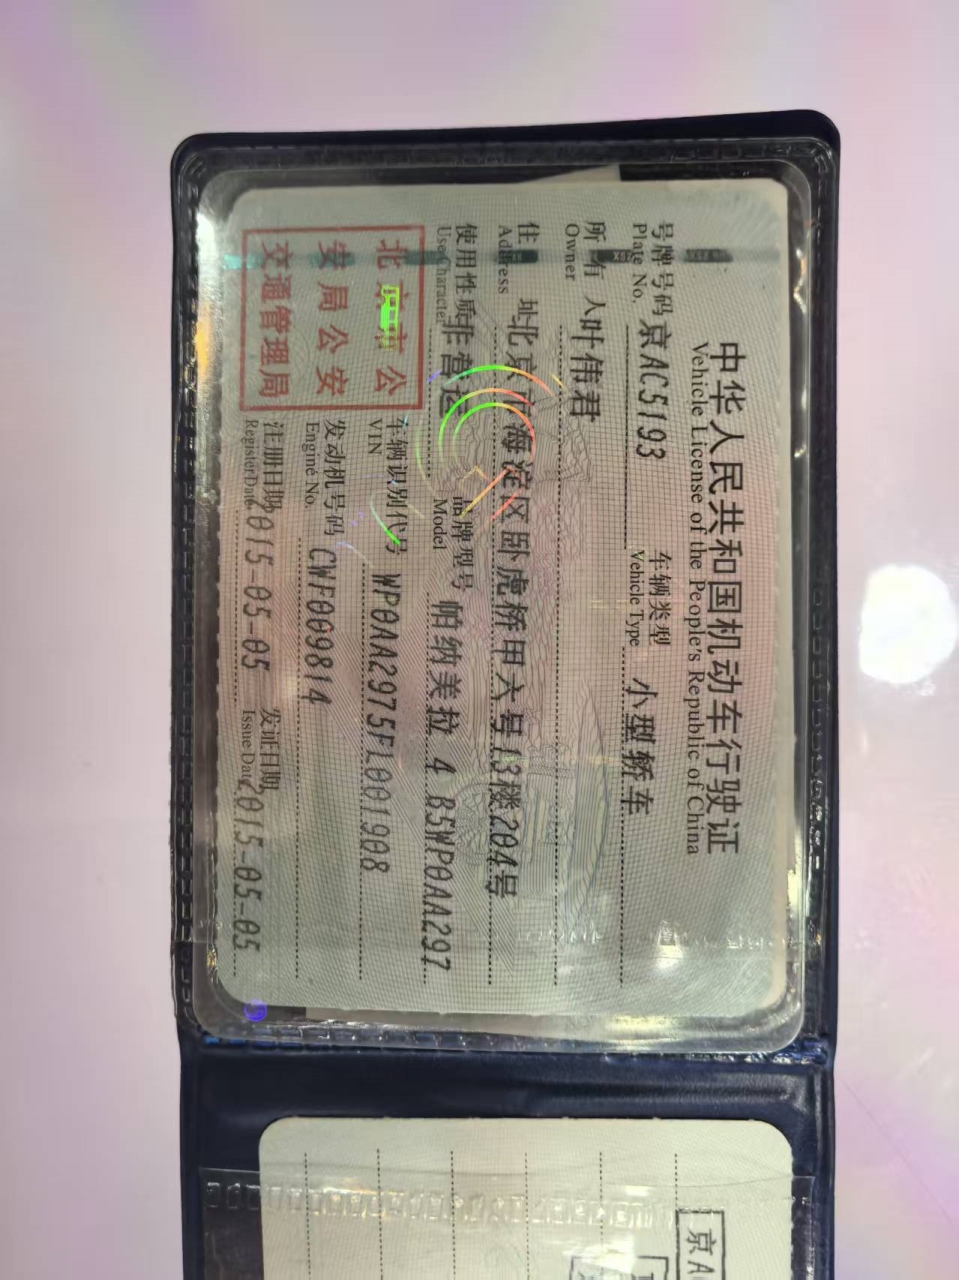 中华人民共和国机动车行驶证
Vehicle License of the People's Republic of China
号牌号码 京AC5193 车辆类型 小型轿车
Plate No. Vehicle Type
所有人 叶伟君
Owner
住址 北京市海淀区卧虎桥甲六号13楼204号
Address
使用性质 非营运 品牌型号 帕纳美拉 4 B5WP0AA297
Use Character Model
北京市公安局公安交通管理局
车辆识别代号 WP0AA2975FL001908
VIN
发动机号码 CWF009814
Engine No.
注册日期 2015-05-05 发证日期 2015-05-05
Register Date Issue Date
京A